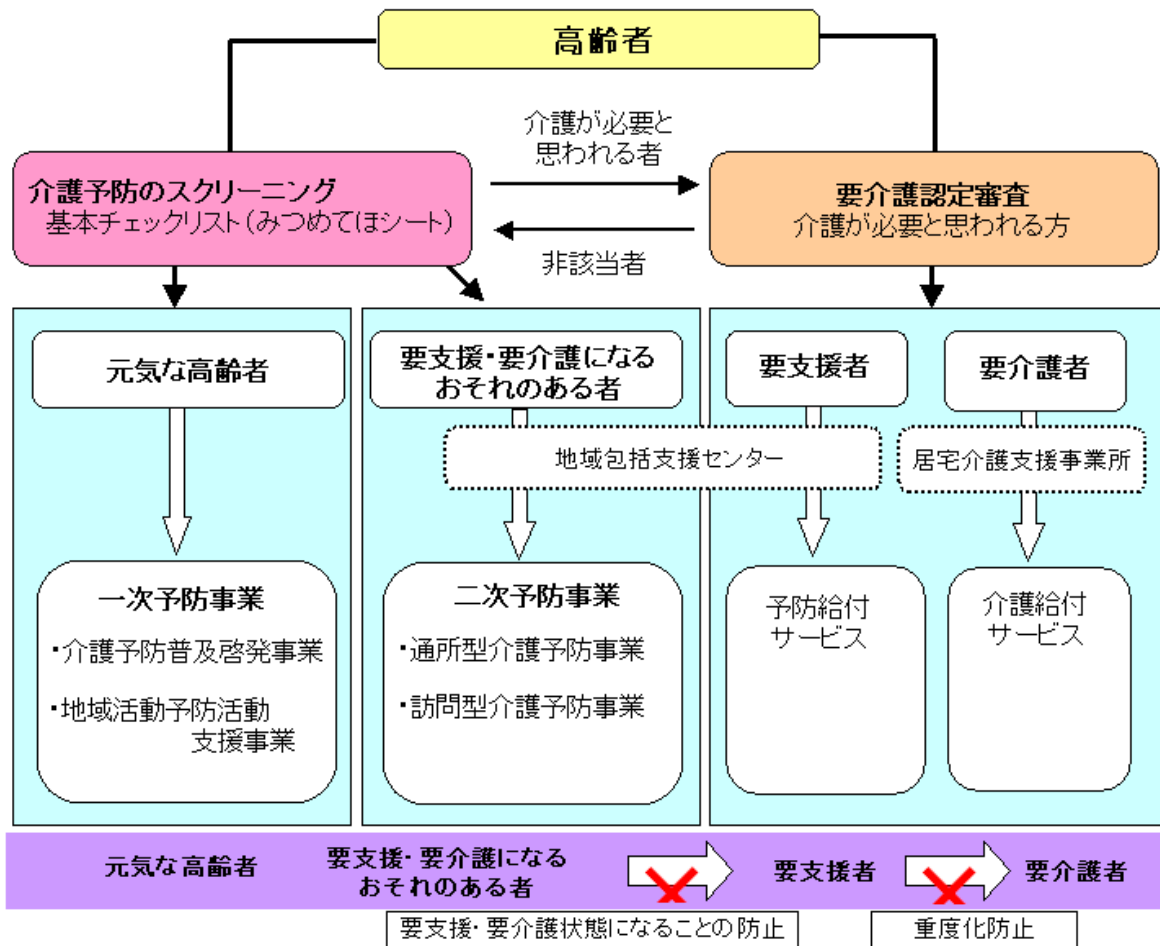 高齢者
介護が必要と
思われる者
介護予防のスクリーニング
基本チェックリスト(みつめてほシート)
要介護認定審査
介護が必要と思われる方
非該当者
元気な高齢者
要支援・要介護になる
おそれのある者
要支援者
要介護者
地域包括支援センター
居宅介護支援事業所
一次予防事業
・介護予防普及啓発事業
・地域活動予防活動
支援事業
二次予防事業
・通所型介護予防事業
・訪問型介護予防事業
予防給付
サービス
介護給付
サービス
元気な高齢者
要支援・要介護になる
おそれのある者
要支援者
要介護者
要支援・要介護状態になることの防止
重度化防止